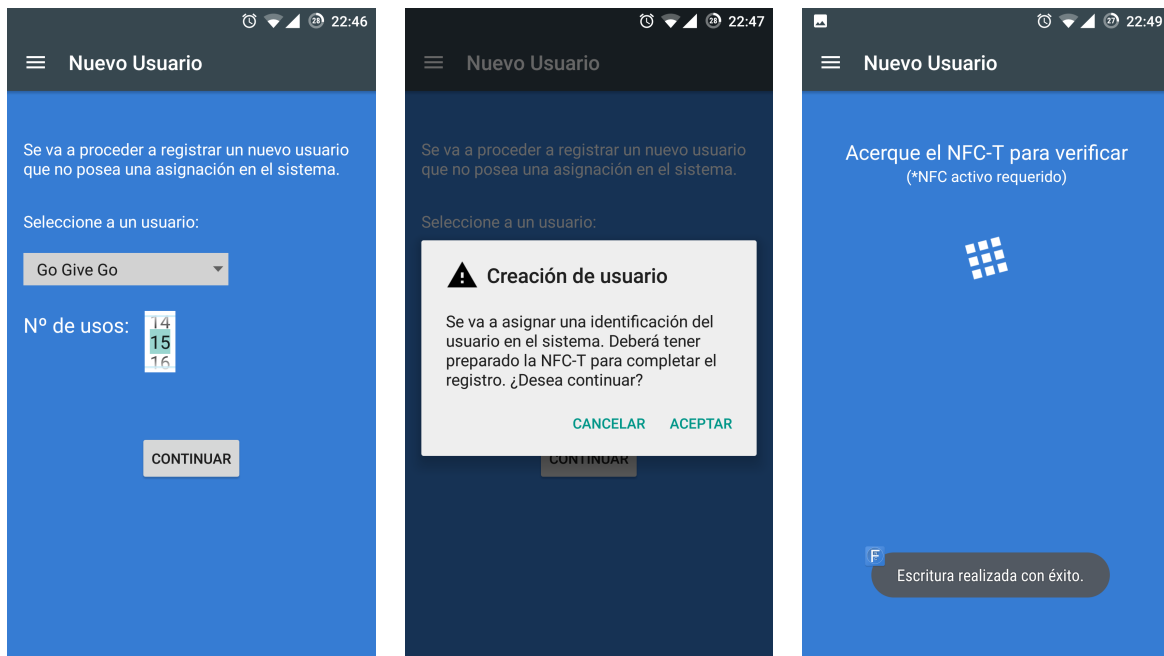 28 22:46
Nuevo Usuario
Se va a proceder a registrar un nuevo usuario
que no posea una asignación en el sistema.
Seleccione a un usuario:
Go Give Go
Nº de usos:
14
15
16
CONTINUAR
28 22:47
Nuevo Usuario
Se va a proceder a registrar un nuevo usuario
que no posea una asignación en el sistema.
Seleccione a un usuario:
Creación de usuario
Se va a asignar una identificación del
usuario en el sistema. Deberá tener
preparado la NFC-T para completar el
registro. ¿Desea continuar?
CANCELAR ACEPTAR
CONTINUAR
27 22:49
Nuevo Usuario
Acerque el NFC-T para verificar
(*NFC activo requerido)
F
Escritura realizada con éxito.